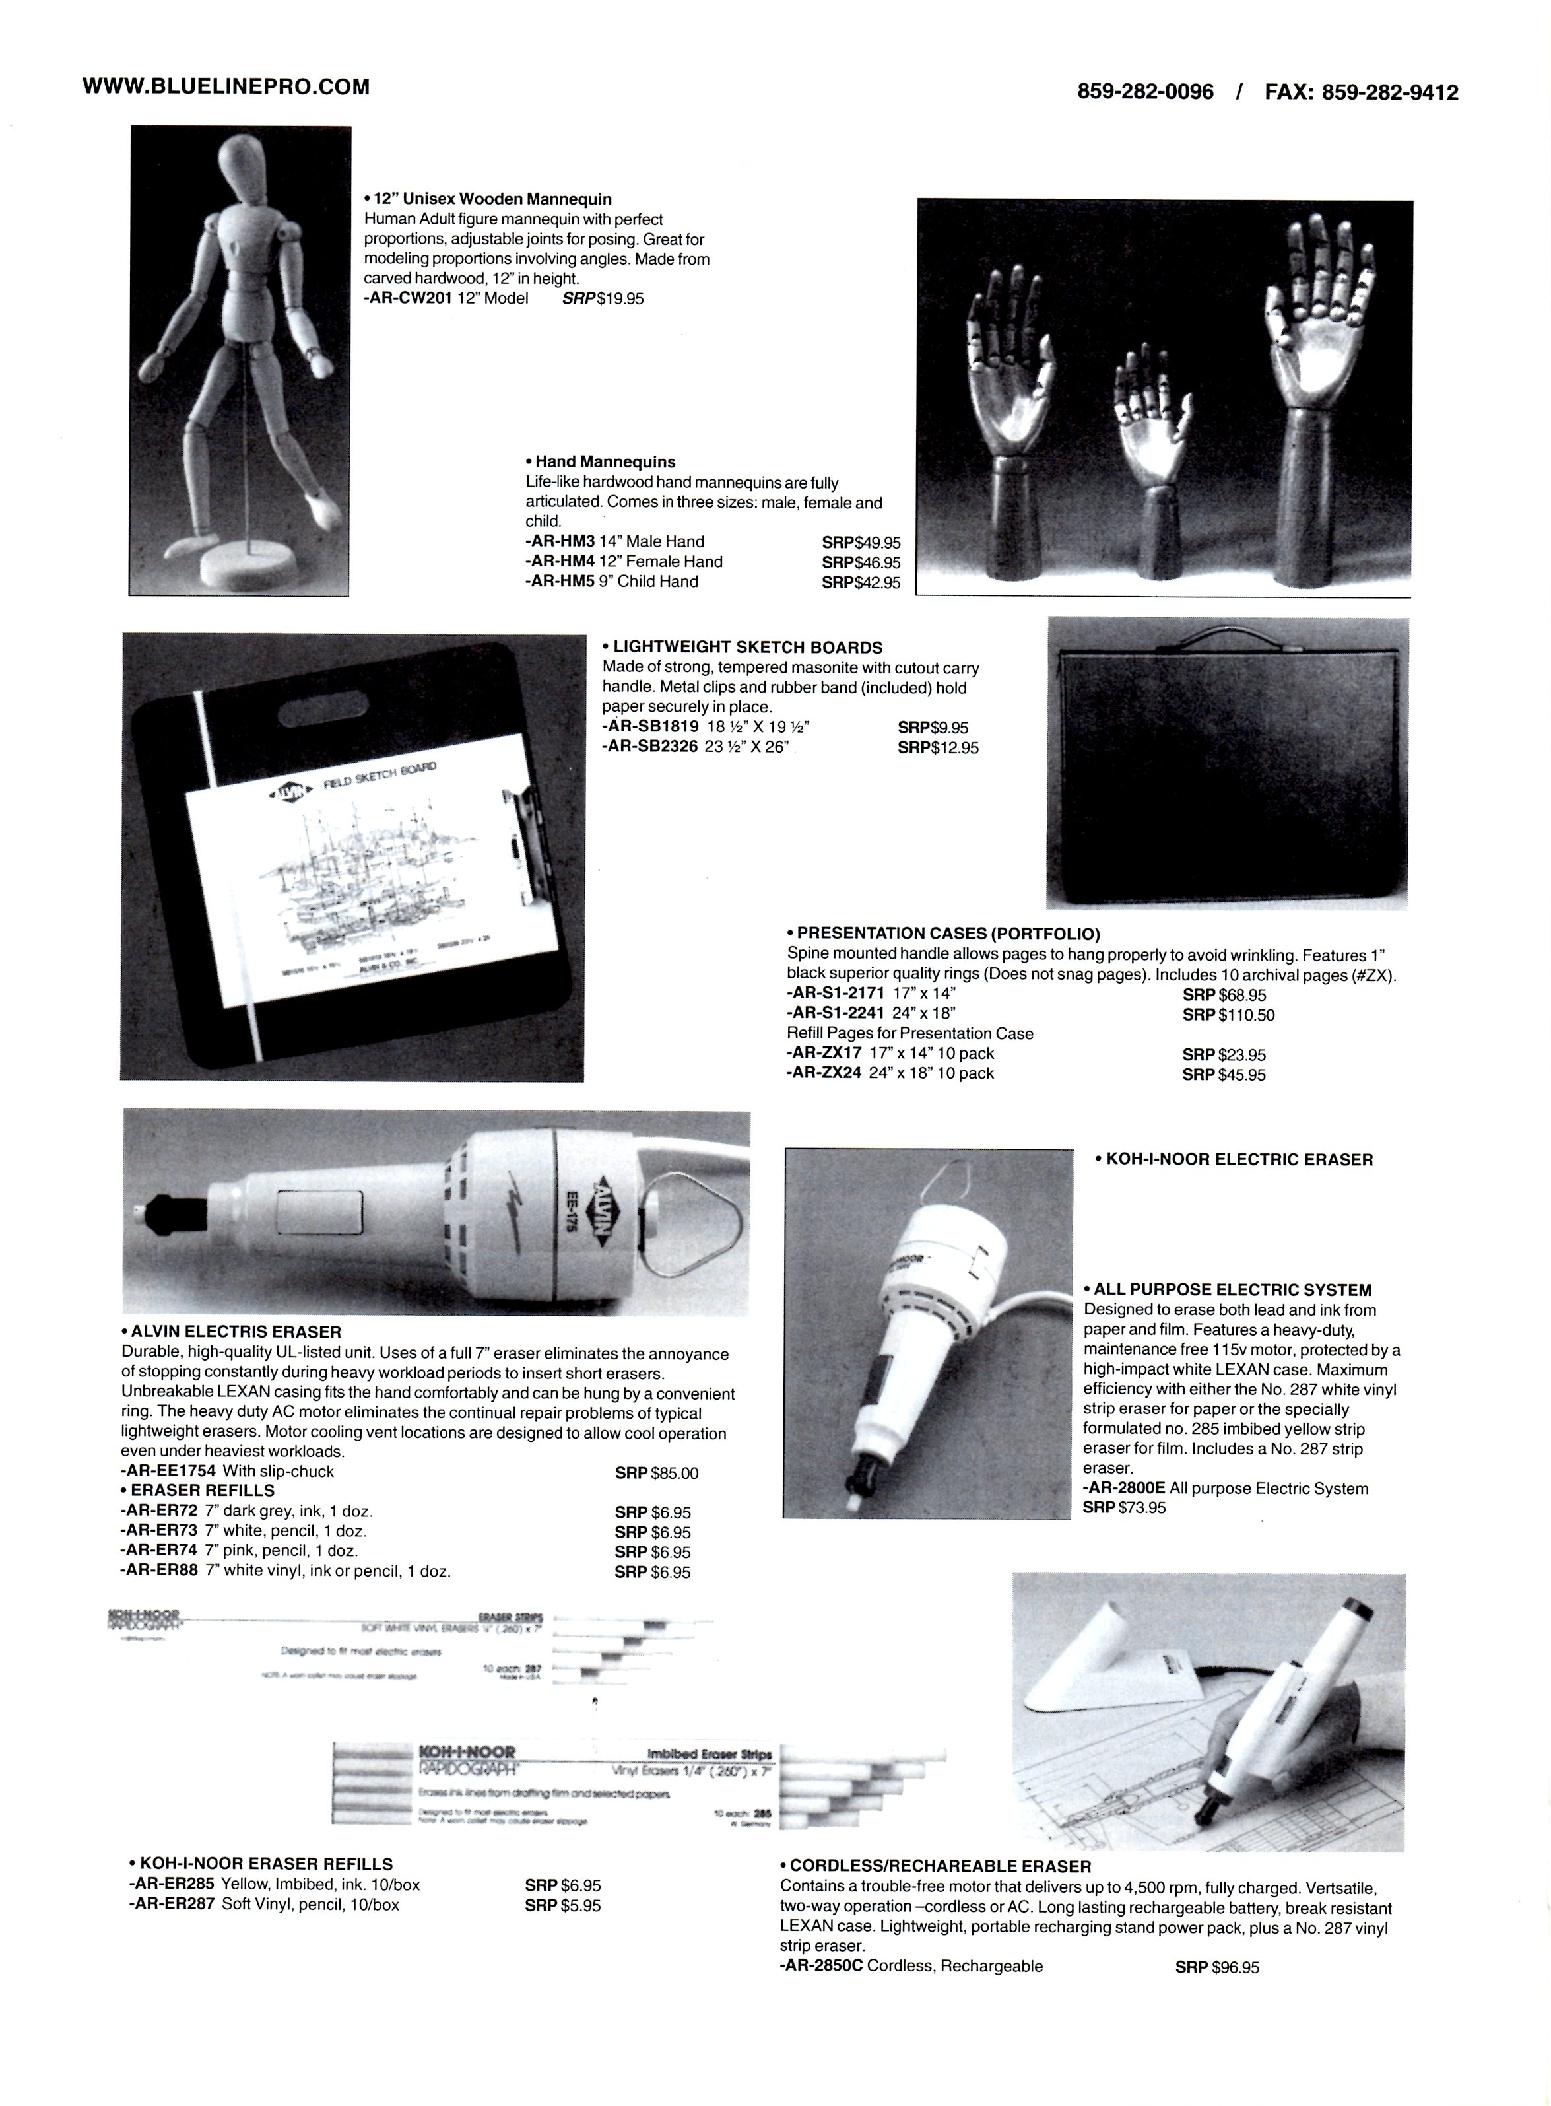 WWW.BLUELINEPRO.COM
859-282-0096 / FAX: 859-282-9412
• 12” Unisex Wooden Mannequin
Human Adult figure mannequin with perfect
proportions, adjustable joints for posing. Great for
modeling proportions involving angles. Made from
carved hardwood, 12” in height.
-AR-CW201 12” Model SRP$19.95
• Hand Mannequins
Life-like hardwood hand mannequins are fully
articulated. Comes in three sizes: male, female and
child.
-AR-HM3 14” Male Hand SRP$49.95
-AR-HM4 12” Female Hand SRP$46.95
-AR-HM5 9” Child Hand SRP$42.95
• LIGHTWEIGHT SKETCH BOARDS
Made of strong, tempered masonite with cutout carry
handle. Metal clips and rubber band (included) hold
paper securely in place.
-AR-SB1819 18 ½” X 19 ½” SRP$9.95
-AR-SB2326 23 ½” X 26” SRP$12.95
ALVIN FIELD SKETCH BOARD
ALVIN & CO. INC.
• PRESENTATION CASES (PORTFOLIO)
Spine mounted handle allows pages to hang properly to avoid wrinkling. Features 1”
black superior quality rings (Does not snag pages). Includes 10 archival pages (#ZX).
-AR-S1-2171 17” x 14” SRP $68.95
-AR-S1-2241 24” x 18” SRP $110.50
Refill Pages for Presentation Case
-AR-ZX17 17” x 14” 10 pack SRP $23.95
-AR-ZX24 24” x 18” 10 pack SRP $45.95
ALVIN
EE-175
• ALVIN ELECTRIS ERASER
Durable, high-quality UL-listed unit. Uses of a full 7” eraser eliminates the annoyance
of stopping constantly during heavy workload periods to insert short erasers.
Unbreakable LEXAN casing fits the hand comfortably and can be hung by a convenient
ring. The heavy duty AC motor eliminates the continual repair problems of typical
lightweight erasers. Motor cooling vent locations are designed to allow cool operation
even under heaviest workloads.
-AR-EE1754 With slip-chuck SRP $85.00
• ERASER REFILLS
-AR-ER72 7” dark grey, ink, 1 doz. SRP $6.95
-AR-ER73 7” white, pencil, 1 doz. SRP $6.95
-AR-ER74 7” pink, pencil, 1 doz. SRP $6.95
-AR-ER88 7” white vinyl, ink or pencil, 1 doz. SRP $6.95
• KOH-I-NOOR ELECTRIC ERASER
• ALL PURPOSE ELECTRIC SYSTEM
Designed to erase both lead and ink from
paper and film. Features a heavy-duty,
maintenance free 115v motor, protected by a
high-impact white LEXAN case. Maximum
efficiency with either the No. 287 white vinyl
strip eraser for paper or the specially
formulated no. 285 imbibed yellow strip
eraser for film. Includes a No. 287 strip
eraser.
-AR-2800E All purpose Electric System
SRP $73.95
KOH-I-NOOR ERASER STRIPS
RAPIDOGRAPH SOFT WHITE VINYL ERASERS ¼" (.260) x 7"
Designed to fit most electric erasers
10 each: 287
NOTE: A worn collet may cause eraser slippage. Made in USA
KOH-I-NOOR Imbibed Eraser Strips
RAPIDOGRAPH Vinyl Erasers 1/4" (.260") x 7"
Erases ink lines from drafting film and selected papers
Designed to fit most electric erasers. 10 each: 285
Note: A worn collet may cause eraser slippage. W. Germany
• KOH-I-NOOR ERASER REFILLS
-AR-ER285 Yellow, Imbibed, ink. 10/box SRP $6.95
-AR-ER287 Soft Vinyl, pencil, 10/box SRP $5.95
• CORDLESS/RECHAREABLE ERASER
Contains a trouble-free motor that delivers up to 4,500 rpm, fully charged. Vertsatile,
two-way operation –cordless or AC. Long lasting rechargeable battery, break resistant
LEXAN case. Lightweight, portable recharging stand power pack, plus a No. 287 vinyl
strip eraser.
-AR-2850C Cordless, Rechargeable SRP $96.95